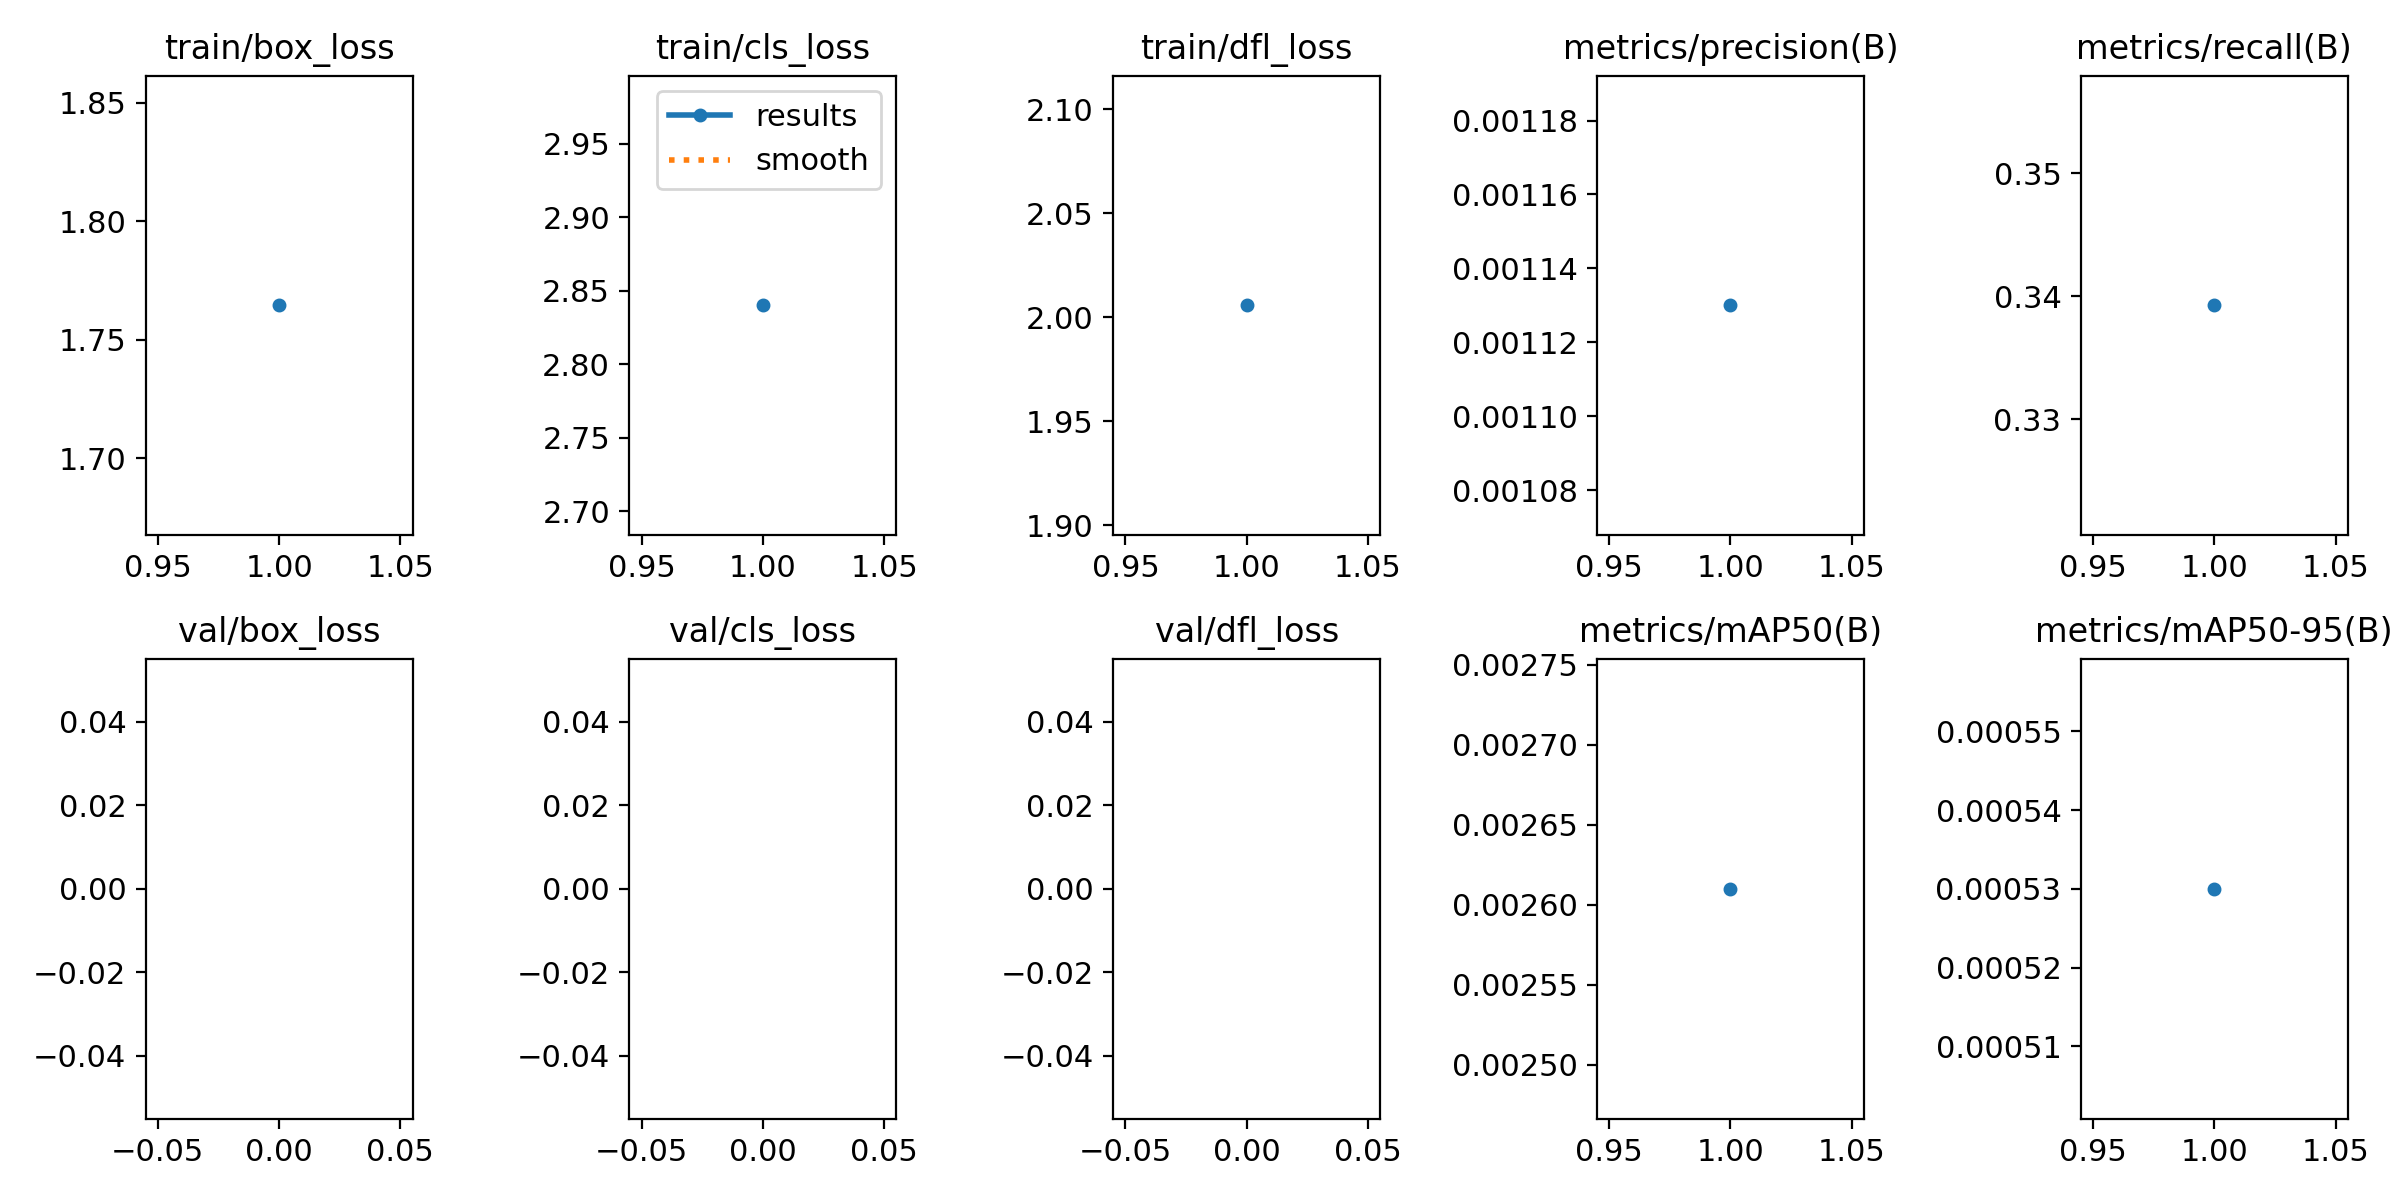 train/box_loss
1.85
1.80
1.75
1.70
0.95 1.00 1.05
train/cls_loss
results
smooth
2.95
2.90
2.85
2.80
2.75
2.70
0.95 1.00 1.05
train/dfl_loss
2.10
2.05
2.00
1.95
1.90
0.95 1.00 1.05
metrics/precision(B)
0.00118
0.00116
0.00114
0.00112
0.00110
0.00108
0.95 1.00 1.05
metrics/recall(B)
0.35
0.34
0.33
0.95 1.00 1.05
val/box_loss
0.04
0.02
0.00
−0.02
−0.04
−0.05 0.00 0.05
val/cls_loss
0.04
0.02
0.00
−0.02
−0.04
−0.05 0.00 0.05
val/dfl_loss
0.04
0.02
0.00
−0.02
−0.04
−0.05 0.00 0.05
metrics/mAP50(B)
0.00275
0.00270
0.00265
0.00260
0.00255
0.00250
0.95 1.00 1.05
metrics/mAP50-95(B)
0.00055
0.00054
0.00053
0.00052
0.00051
0.95 1.00 1.05